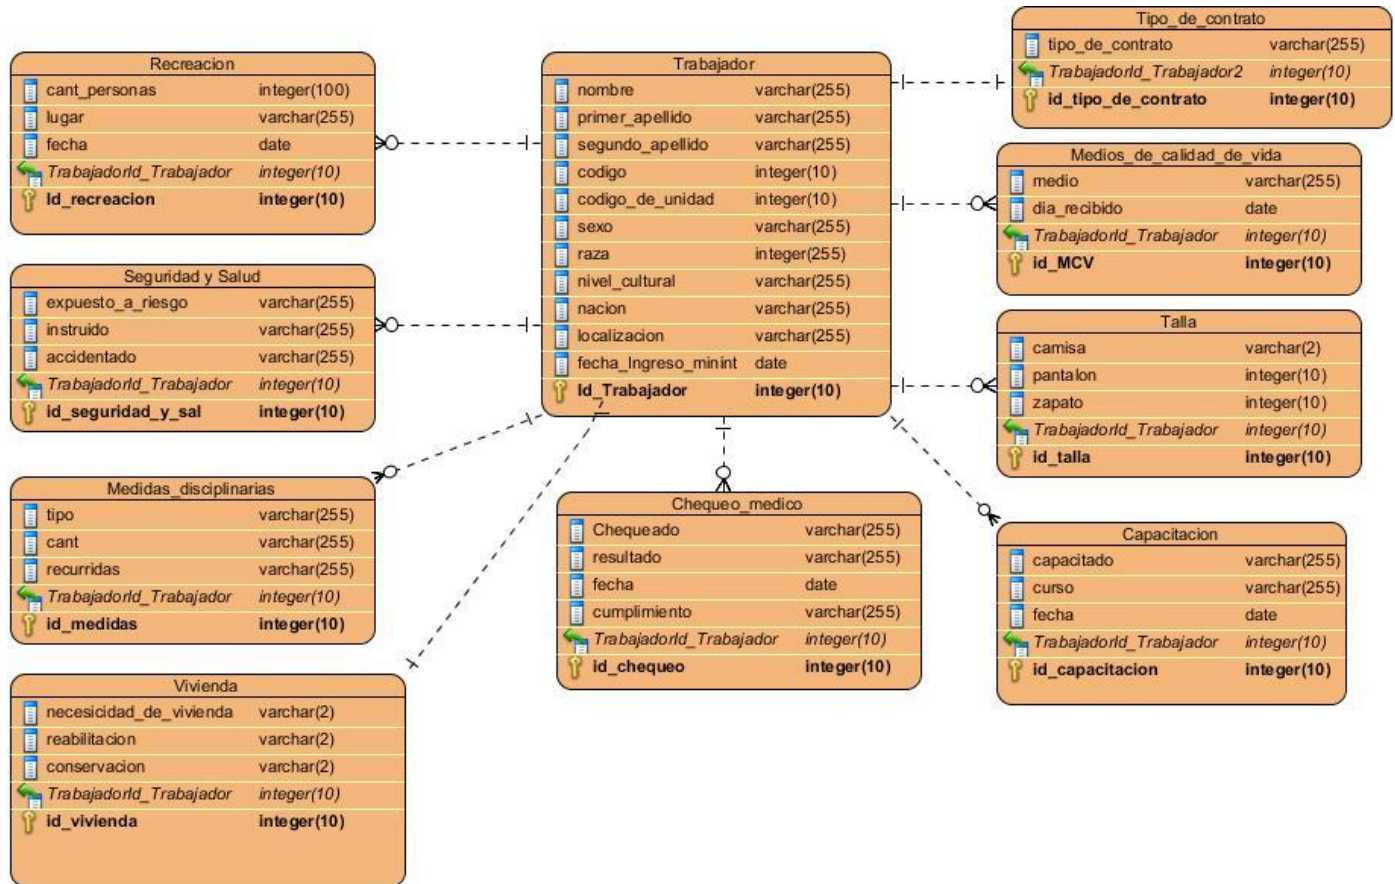 Recreacion
cant_personas integer(100)
lugar varchar(255)
fecha date
TrabajadorId_Trabajador integer(10)
Id_recreacion integer(10)
Seguridad y Salud
expuesto_a_riesgo varchar(255)
instruido varchar(255)
accidentado varchar(255)
TrabajadorId_Trabajador integer(10)
id_seguridad_y_sal integer(10)
Medidas_disciplinarias
tipo varchar(255)
cant varchar(255)
recurridas varchar(255)
TrabajadorId_Trabajador integer(10)
id_medidas integer(10)
Vivienda
necesicidad_de_vivienda varchar(2)
reabilitacion varchar(2)
conservacion varchar(2)
TrabajadorId_Trabajador integer(10)
id_vivienda integer(10)
Trabajador
nombre varchar(255)
primer_apellido varchar(255)
segundo_apellido varchar(255)
codigo integer(10)
codigo_de_unidad integer(10)
sexo varchar(255)
raza integer(255)
nivel_cultural varchar(255)
nacion varchar(255)
localizacion varchar(255)
fecha_Ingreso_minint date
Id_Trabajador integer(10)
Chequeo_medico
Chequeado varchar(255)
resultado varchar(255)
fecha date
cumplimiento varchar(255)
TrabajadorId_Trabajador integer(10)
id_chequeo integer(10)
Tipo_de_contrato
tipo_de_contrato varchar(255)
TrabajadorId_Trabajador2 integer(10)
id_tipo_de_contrato integer(10)
Medios_de_calidad_de_vida
medio varchar(255)
dia_recibido date
TrabajadorId_Trabajador integer(10)
id_MCV integer(10)
Talla
camisa varchar(2)
pantalon integer(10)
zapato integer(10)
TrabajadorId_Trabajador integer(10)
id_talla integer(10)
Capacitacion
capacitado varchar(255)
curso varchar(255)
fecha date
TrabajadorId_Trabajador integer(10)
id_capacitacion integer(10)